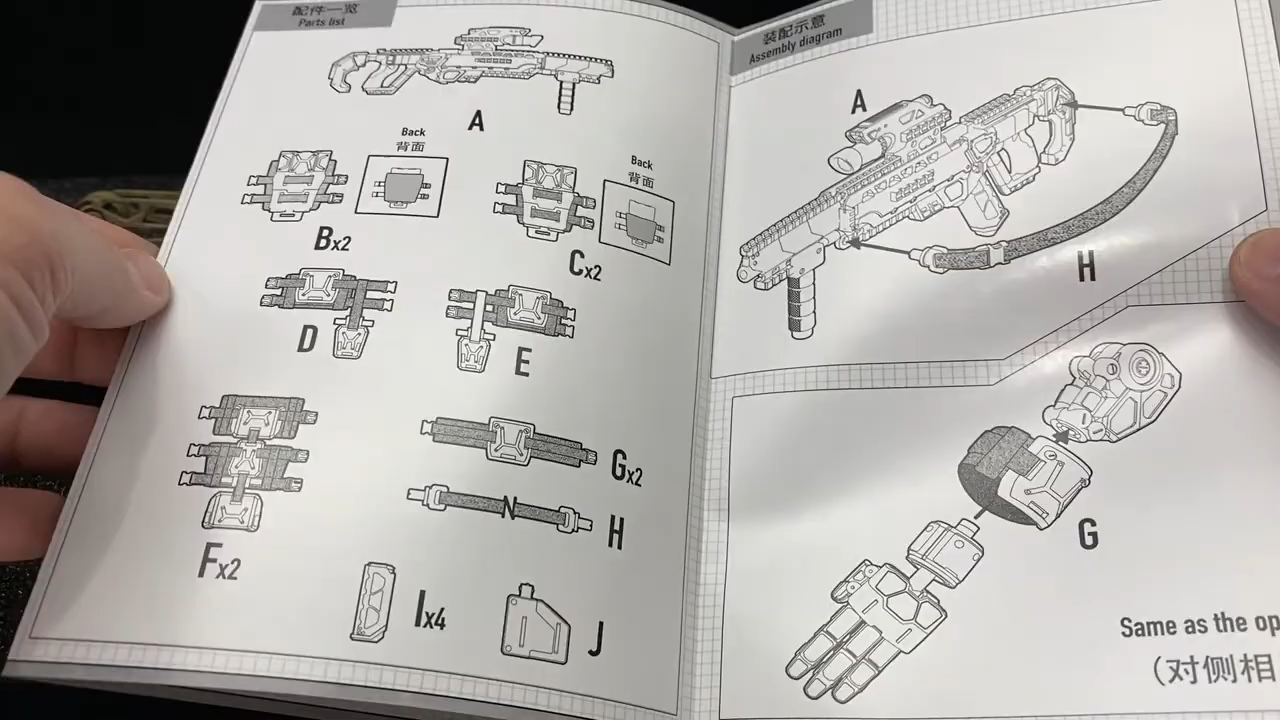 配件一览
Parts list
A
Back
背面
Bx2
Back
背面
Cx2
D
E
Fx2
Gx2
N
H
Ix4
J
装配示意
Assembly diagram
A
H
G
Same as the op
(对侧相